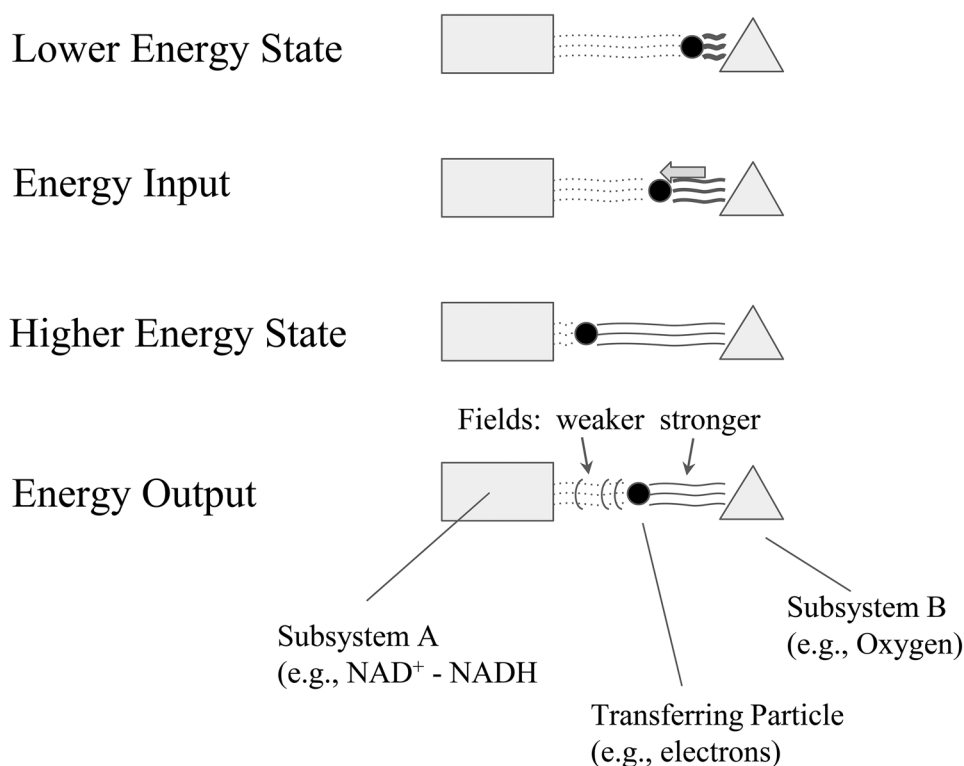 Lower Energy State
Energy Input
Higher Energy State
Fields: weaker stronger
Energy Output
Subsystem A
(e.g., NAD⁺ - NADH
Subsystem B
(e.g., Oxygen)
Transferring Particle
(e.g., electrons)